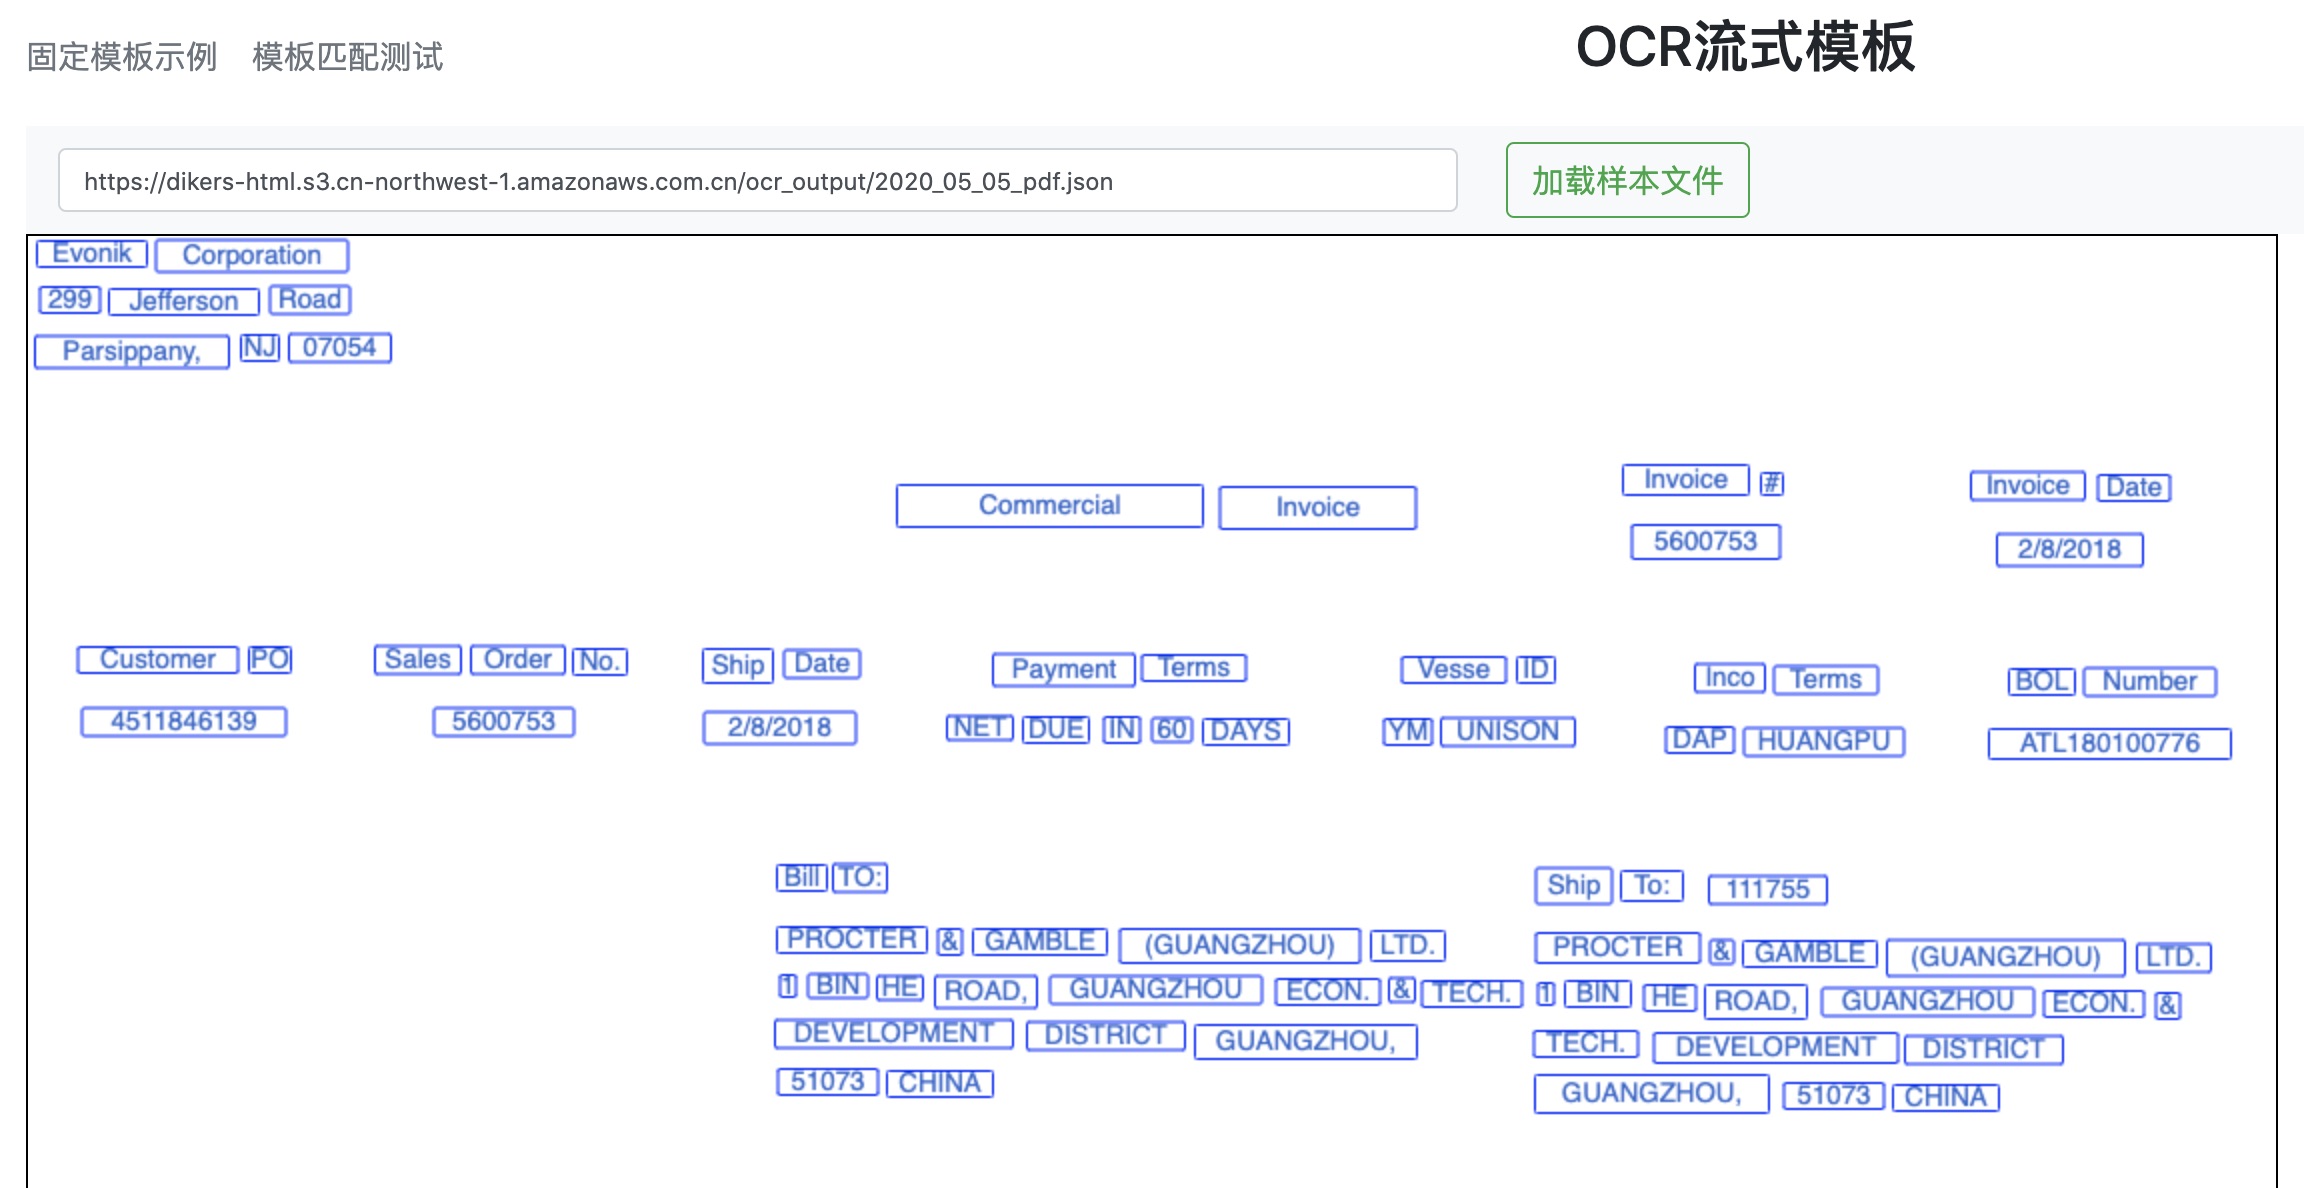 固定模板示例 模板匹配测试
OCR流式模板
https://dikers-html.s3.cn-northwest-1.amazonaws.com.cn/ocr_output/2020_05_05_pdf.json 加载样本文件
Evonik Corporation
299 Jefferson Road
Parsippany, NJ 07054
Commercial Invoice
Invoice # Invoice Date
5600753 2/8/2018
Customer PO Sales Order No. Ship Date Payment Terms Vesse ID Inco Terms BOL Number
4511846139 5600753 2/8/2018 NET DUE IN 60 DAYS YM UNISON DAP HUANGPU ATL180100776
Bill TO:
PROCTER & GAMBLE (GUANGZHOU) LTD.
1 BIN HE ROAD, GUANGZHOU ECON. & TECH.
DEVELOPMENT DISTRICT GUANGZHOU,
51073 CHINA
Ship To: 111755
PROCTER & GAMBLE (GUANGZHOU) LTD.
1 BIN HE ROAD, GUANGZHOU ECON. &
TECH. DEVELOPMENT DISTRICT
GUANGZHOU, 51073 CHINA